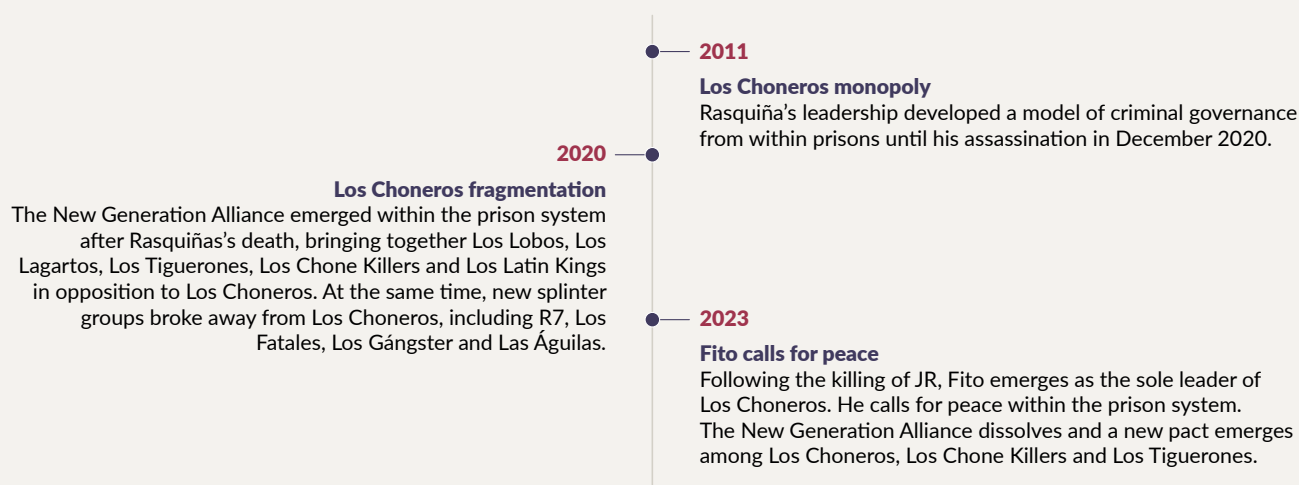 2011
Los Choneros monopoly
Rasquiña's leadership developed a model of criminal governance
from within prisons until his assassination in December 2020.
2020
Los Choneros fragmentation
The New Generation Alliance emerged within the prison system
after Rasquiñas's death, bringing together Los Lobos, Los
Lagartos, Los Tiguerones, Los Chone Killers and Los Latin Kings
in opposition to Los Choneros. At the same time, new splinter
groups broke away from Los Choneros, including R7, Los
Fatales, Los Gángster and Las Águilas.
2023
Fito calls for peace
Following the killing of JR, Fito emerges as the sole leader of
Los Choneros. He calls for peace within the prison system.
The New Generation Alliance dissolves and a new pact emerges
among Los Choneros, Los Chone Killers and Los Tiguerones.